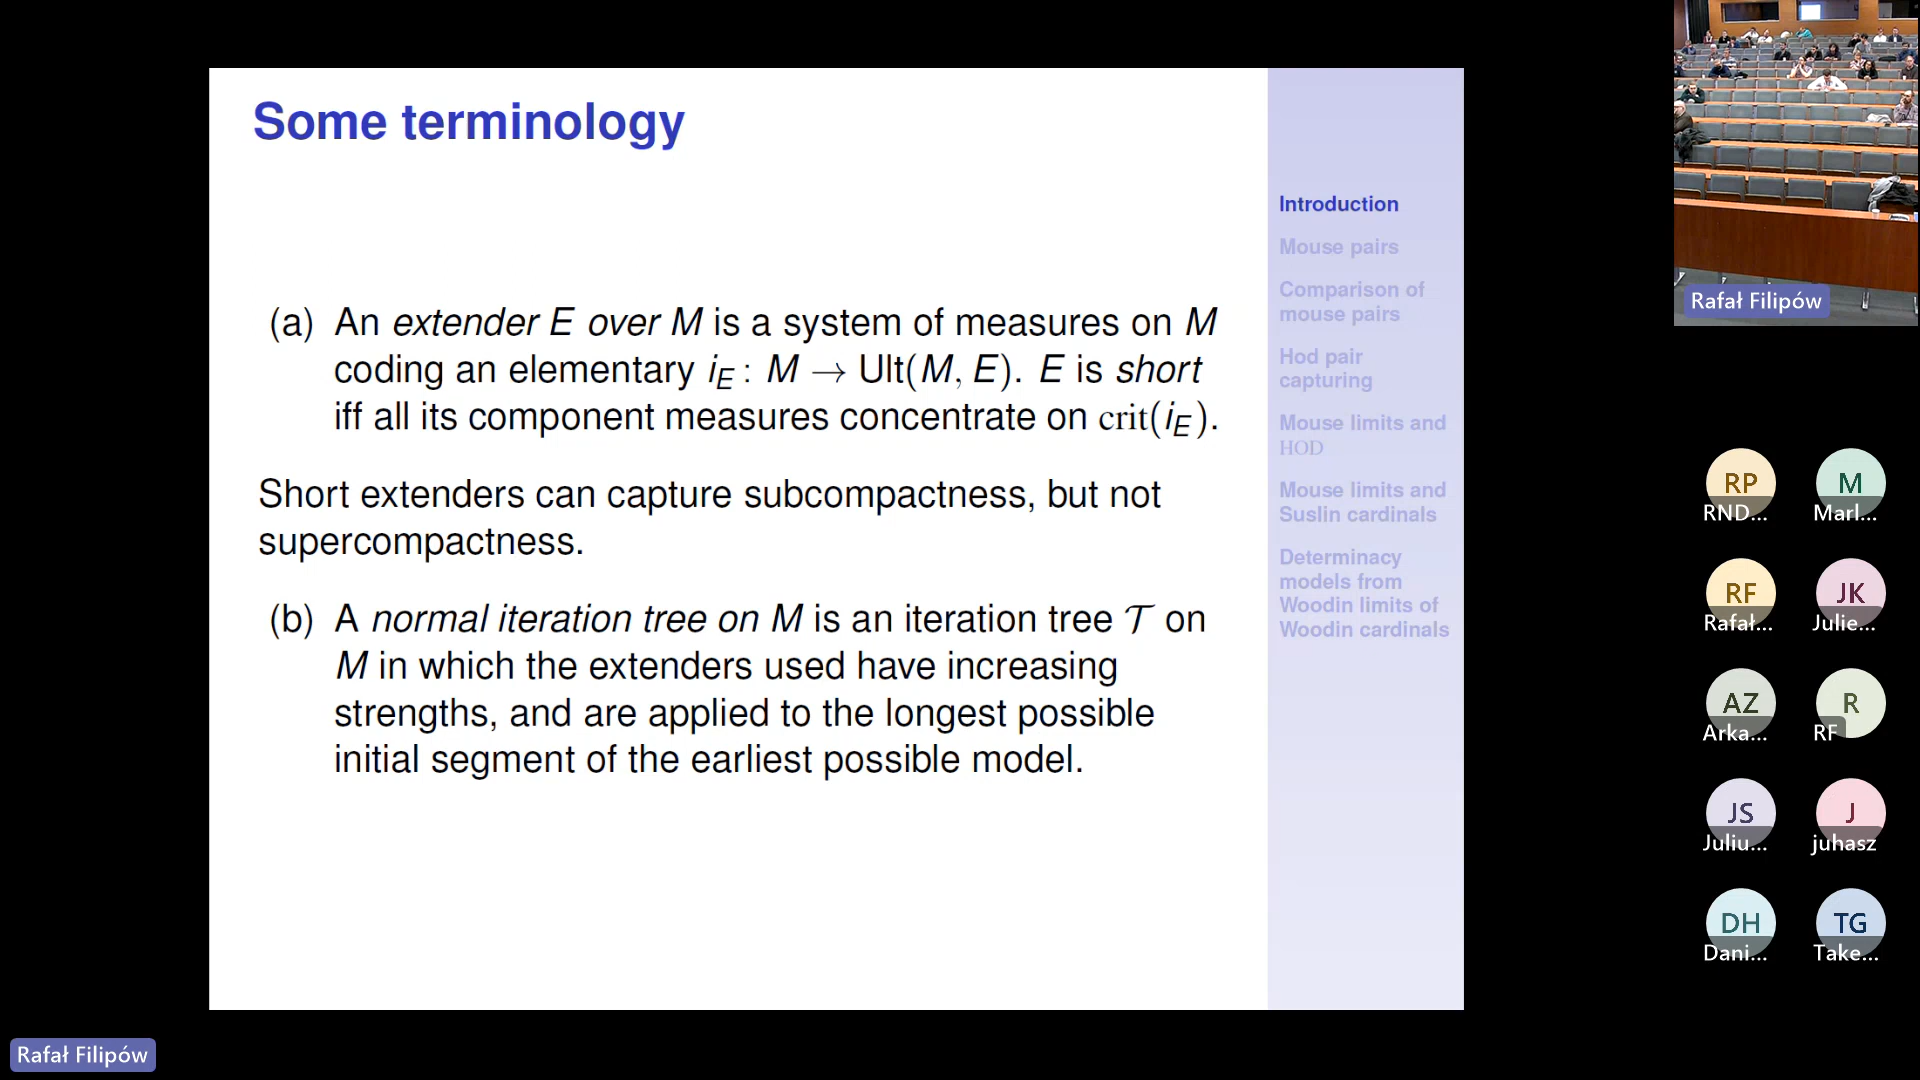 Some terminology
(a) An extender E over M is a system of measures on M
coding an elementary i_E : M → Ult(M, E). E is short
iff all its component measures concentrate on crit(i_E).
Short extenders can capture subcompactness, but not
supercompactness.
(b) A normal iteration tree on M is an iteration tree 𝒯 on
M in which the extenders used have increasing
strengths, and are applied to the longest possible
initial segment of the earliest possible model.
Introduction
Mouse pairs
Comparison of
mouse pairs
Hod pair
capturing
Mouse limits and
HOD
Mouse limits and
Suslin cardinals
Determinacy
models from
Woodin limits of
Woodin cardinals
Rafał Filipów
RP
RND...
M
Marl...
RF
Rafał...
JK
Julie...
AZ
Arka...
R
RF
JS
Juliu...
J
juhasz
DH
Dani...
TG
Take...
Rafał Filipów